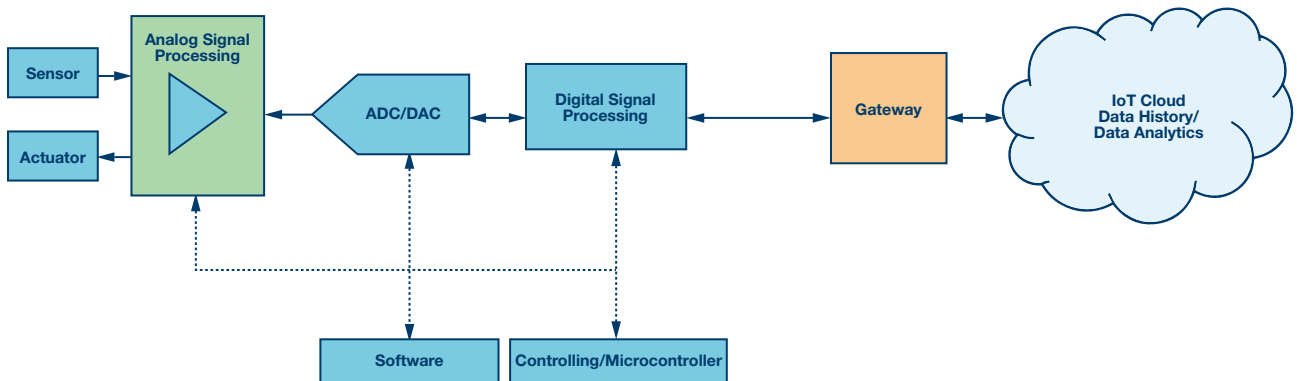 Analog Signal
Processing
Sensor
Actuator
ADC/DAC
Digital Signal
Processing
Gateway
IoT Cloud
Data History/
Data Analytics
Software
Controlling/Microcontroller